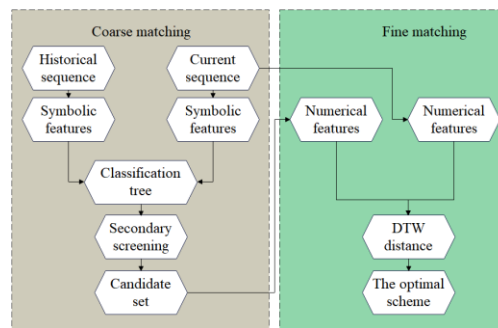 Coarse matching
Historical
sequence
Current
sequence
Symbolic
features
Symbolic
features
Classification
tree
Secondary
screening
Candidate
set
Fine matching
Numerical
features
Numerical
features
DTW
distance
The optimal
scheme